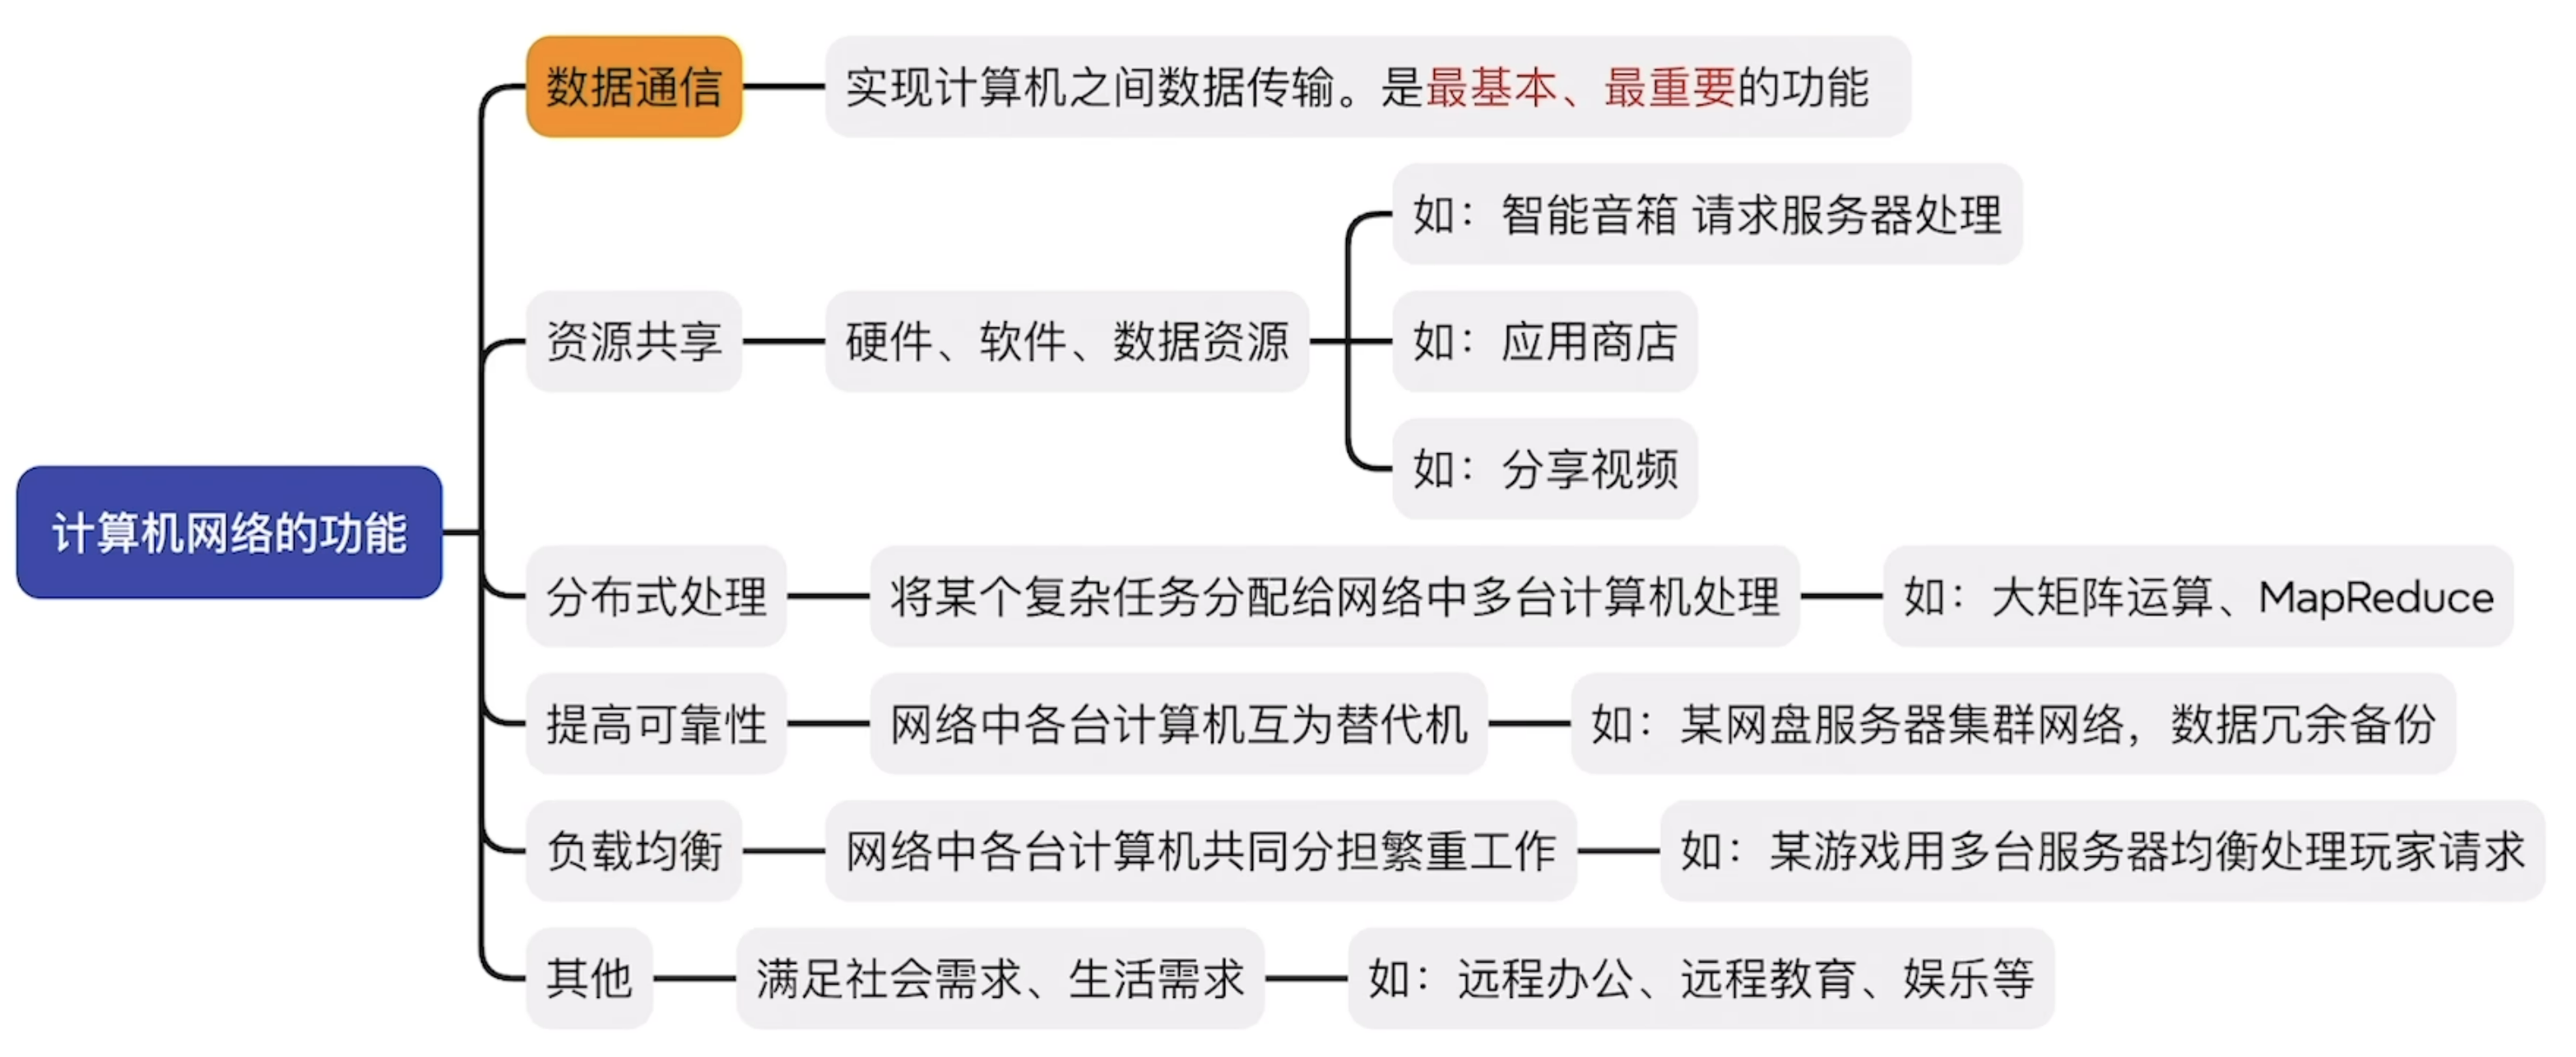 计算机网络的功能
数据通信
实现计算机之间数据传输。是最基本、最重要的功能
资源共享
硬件、软件、数据资源
如：智能音箱 请求服务器处理
如：应用商店
如：分享视频
分布式处理
将某个复杂任务分配给网络中多台计算机处理
如：大矩阵运算、MapReduce
提高可靠性
网络中各台计算机互为替代机
如：某网盘服务器集群网络，数据冗余备份
负载均衡
网络中各台计算机共同分担繁重工作
如：某游戏用多台服务器均衡处理玩家请求
其他
满足社会需求、生活需求
如：远程办公、远程教育、娱乐等